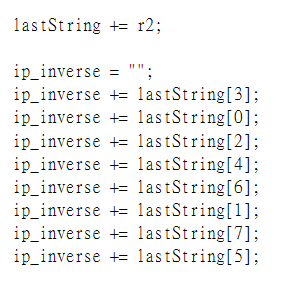 lastString += r2;
ip_inverse = "";
ip_inverse += lastString[3];
ip_inverse += lastString[0];
ip_inverse += lastString[2];
ip_inverse += lastString[4];
ip_inverse += lastString[6];
ip_inverse += lastString[1];
ip_inverse += lastString[7];
ip_inverse += lastString[5];